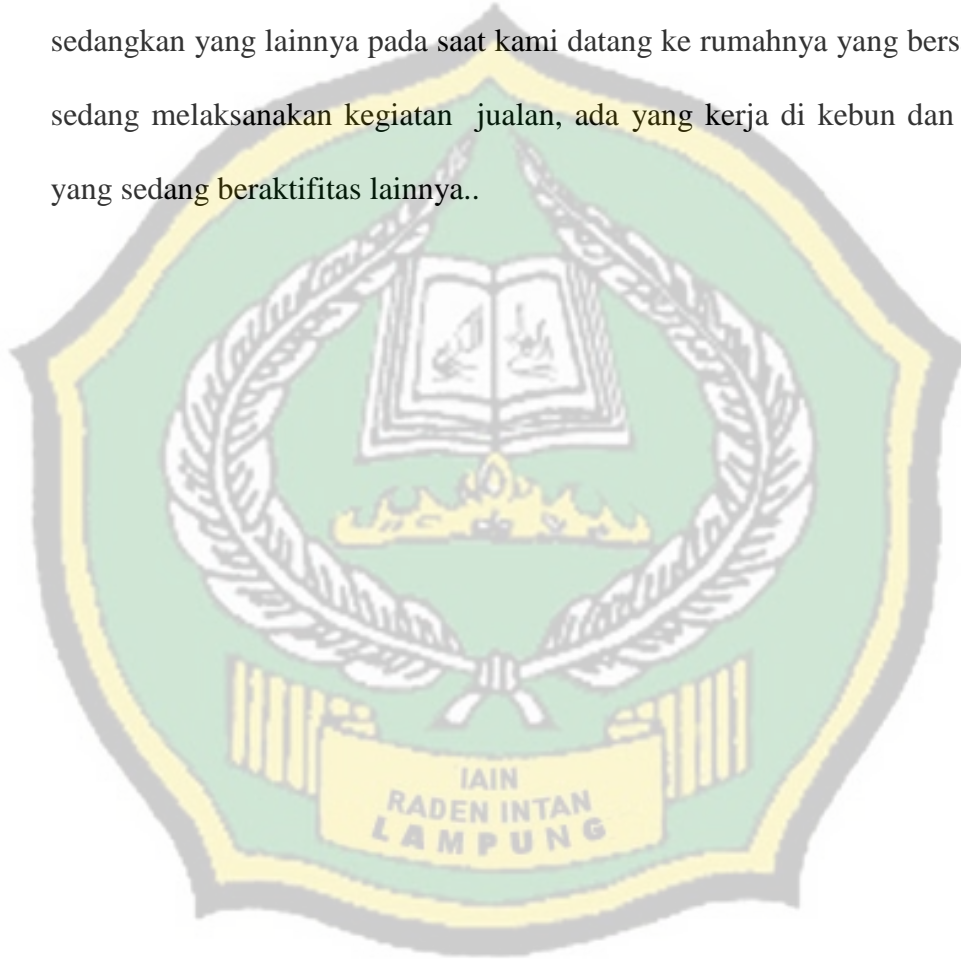 sedangkan yang lainnya pada saat kami datang ke rumahnya yang bers
sedang melaksanakan kegiatan jualan, ada yang kerja di kebun dan
yang sedang beraktifitas lainnya..
IAIN
RADEN INTAN
LAMPUNG